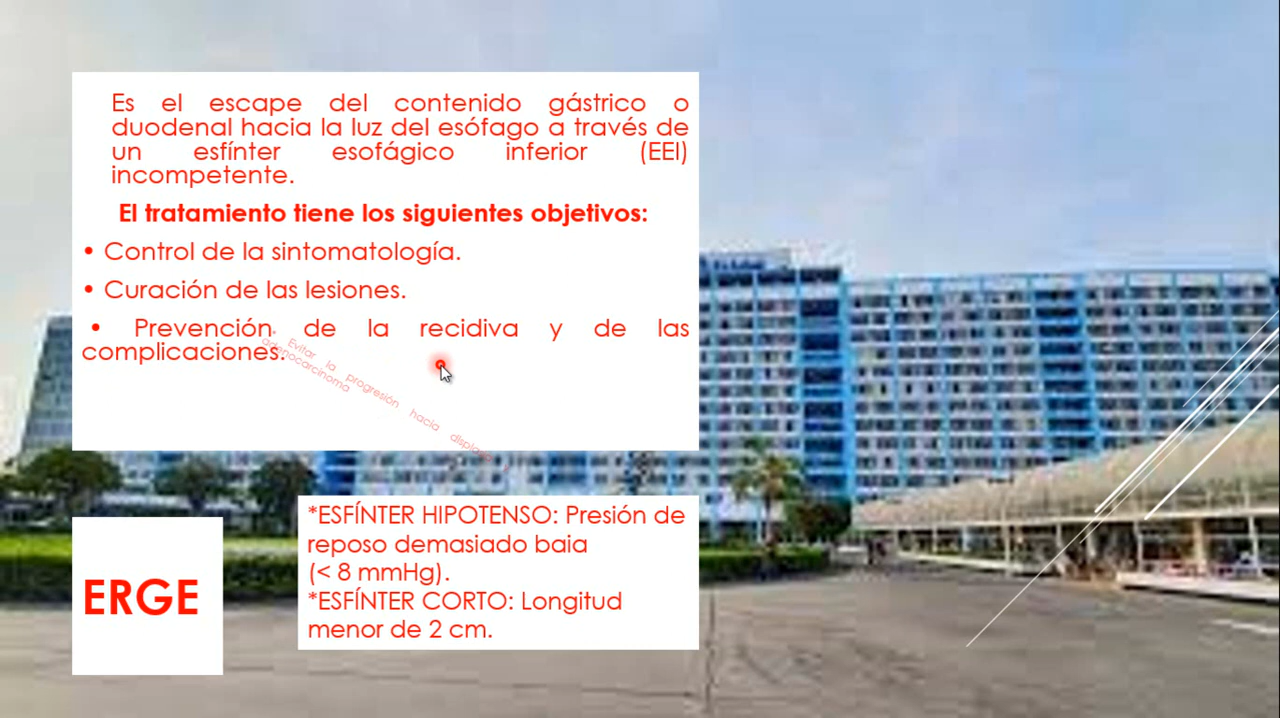 Es el escape del contenido gástrico o
duodenal hacia la luz del esófago a través de
un esfínter esofágico inferior (EEI)
incompetente.
El tratamiento tiene los siguientes objetivos:
• Control de la sintomatología.
• Curación de las lesiones.
• Prevención de la recidiva y de las
complicaciones.
Evitar la progresión hacia
adenocarcinoma
*ESFÍNTER HIPOTENSO: Presión de
reposo demasiado baia
(< 8 mmHg).
*ESFÍNTER CORTO: Longitud
menor de 2 cm.
ERGE